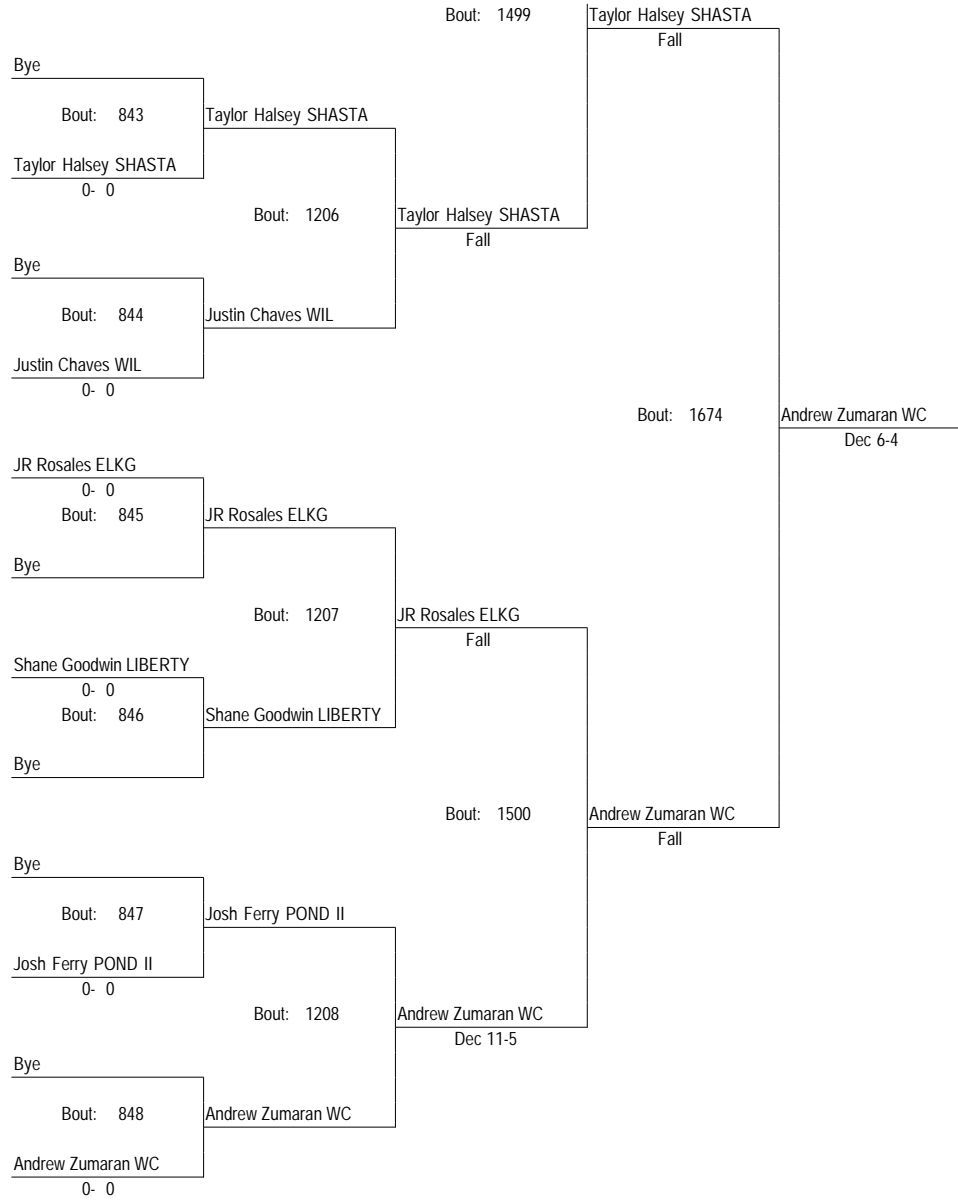 Bout: 1499 Taylor Halsey SHASTA
Fall
Bye
Bout: 843 Taylor Halsey SHASTA
Taylor Halsey SHASTA
0- 0
Bout: 1206 Taylor Halsey SHASTA
Fall
Bye
Bout: 844 Justin Chaves WIL
Justin Chaves WIL
0- 0
Bout: 1674 Andrew Zumaran WC
Dec 6-4
JR Rosales ELKG
0- 0
Bout: 845 JR Rosales ELKG
Bye
Bout: 1207 JR Rosales ELKG
Fall
Shane Goodwin LIBERTY
0- 0
Bout: 846 Shane Goodwin LIBERTY
Bye
Bout: 1500 Andrew Zumaran WC
Fall
Bye
Bout: 847 Josh Ferry POND II
Josh Ferry POND II
0- 0
Bout: 1208 Andrew Zumaran WC
Dec 11-5
Bye
Bout: 848 Andrew Zumaran WC
Andrew Zumaran WC
0- 0